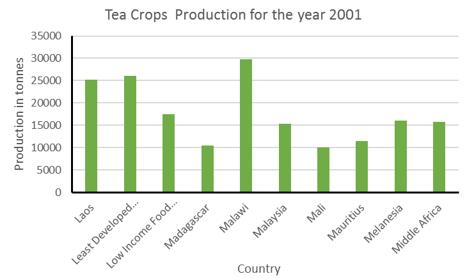 Tea Crops Production for the year 2001
Production in tonnes
35000
30000
25000
20000
15000
10000
5000
0
Laos
Least Developed...
Low Income Food...
Madagascar
Malawi
Malaysia
Mali
Mauritius
Melanesia
Middle Africa
Country